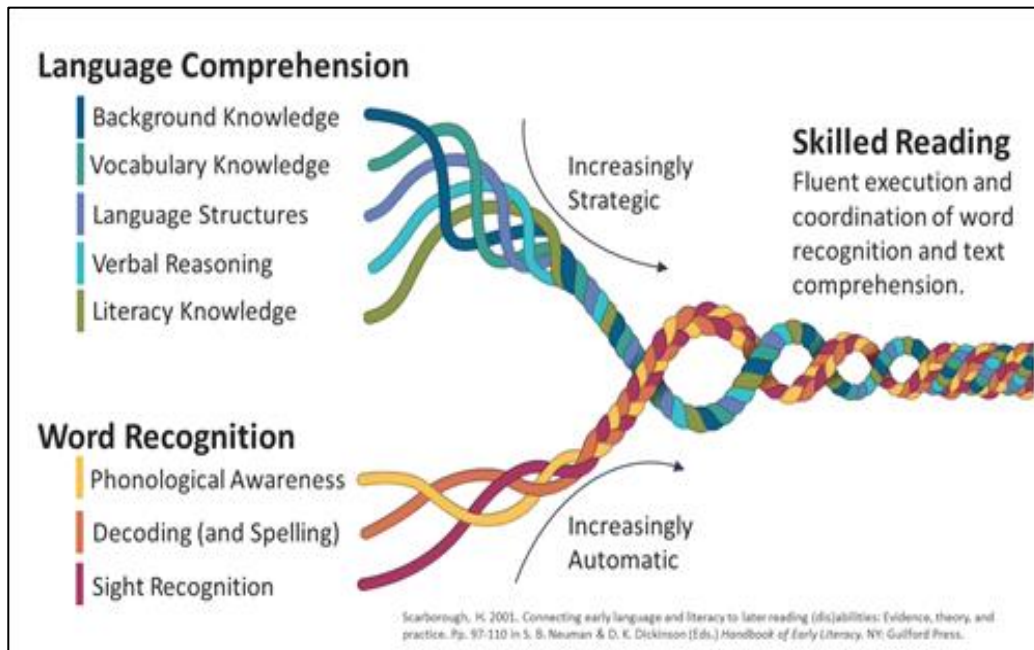 Language Comprehension
Background Knowledge
Vocabulary Knowledge
Language Structures
Verbal Reasoning
Literacy Knowledge
Increasingly
Strategic
Skilled Reading
Fluent execution and
coordination of word
recognition and text
comprehension.
Word Recognition
Phonological Awareness
Decoding (and Spelling)
Sight Recognition
Increasingly
Automatic
Scarborough, H. 2001. Connecting early language and literacy to later reading (dis)abilities: Evidence, theory, and
practice. Pp. 97-110 in S. B. Neuman & D. K. Dickinson (Eds.) Handbook of Early Literacy. NY: Guilford Press.